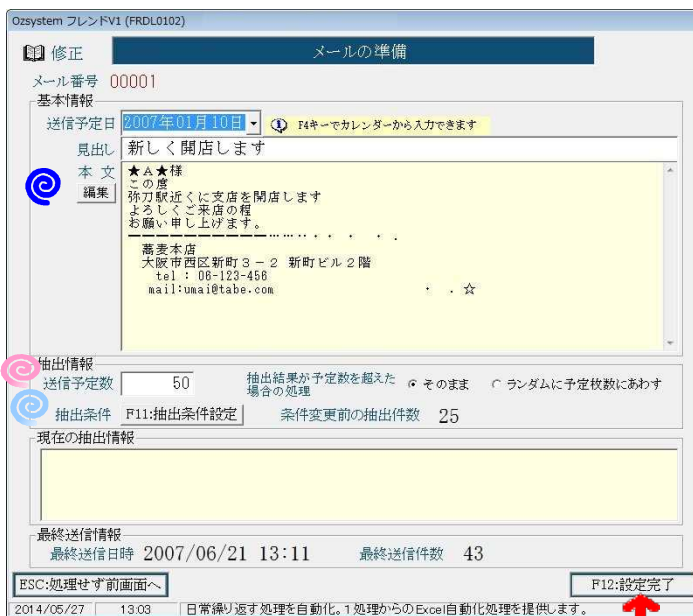 Ozsystem フレンドV1 (FRDL0102)
修正
メールの準備
メール番号 00001
基本情報
送信予定日 2007年01月10日 F4キーでカレンダーから入力できます
見出し 新しく開店します
本文 ★A★様
編集
この度
弥刀駅近くに支店を開店します
よろしくご来店の程
お願い申し上げます。
ーーーーーーーーーーー……‥・・ ・ ・ .
蕎麦本店
大阪市西区新町3-2 新町ビル2階
tel : 06-123-456
mail:umai@tabe.com ・ . ☆
抽出情報
送信予定数 50 抽出結果が予定数を超えた
場合の処理 そのまま ランダムに予定枚数にあわす
抽出条件 F11:抽出条件設定 条件変更前の抽出件数 25
現在の抽出情報
最終送信情報
最終送信日時 2007/06/21 13:11 最終送信件数 43
ESC:処理せず前画面へ F12:設定完了
2014/05/27 13:03 日常繰り返す処理を自動化。1処理からのExcel自動化処理を提供します。